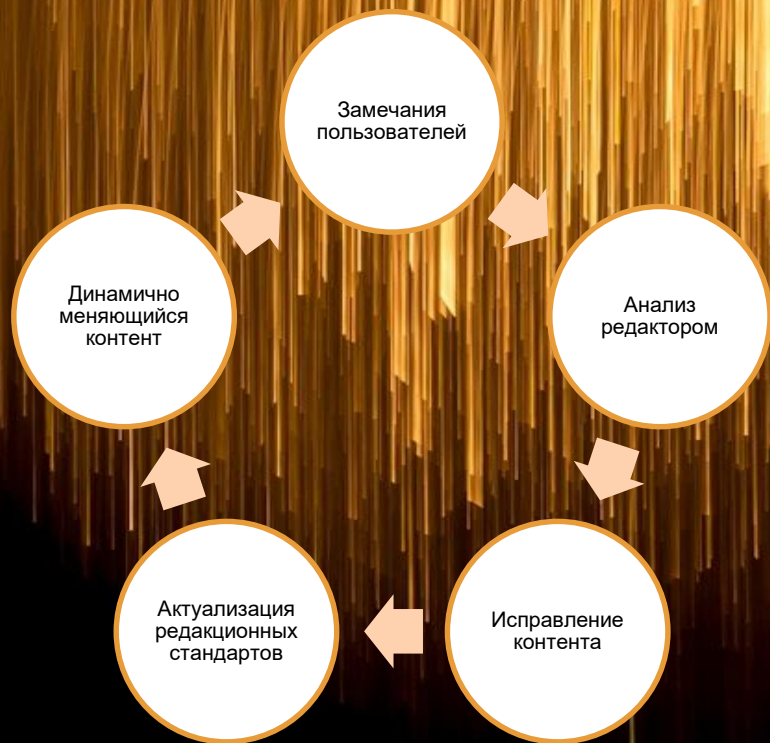 Замечания
пользователей
Анализ
редактором
Исправление
контента
Актуализация
редакционных
стандартов
Динамично
меняющийся
контент